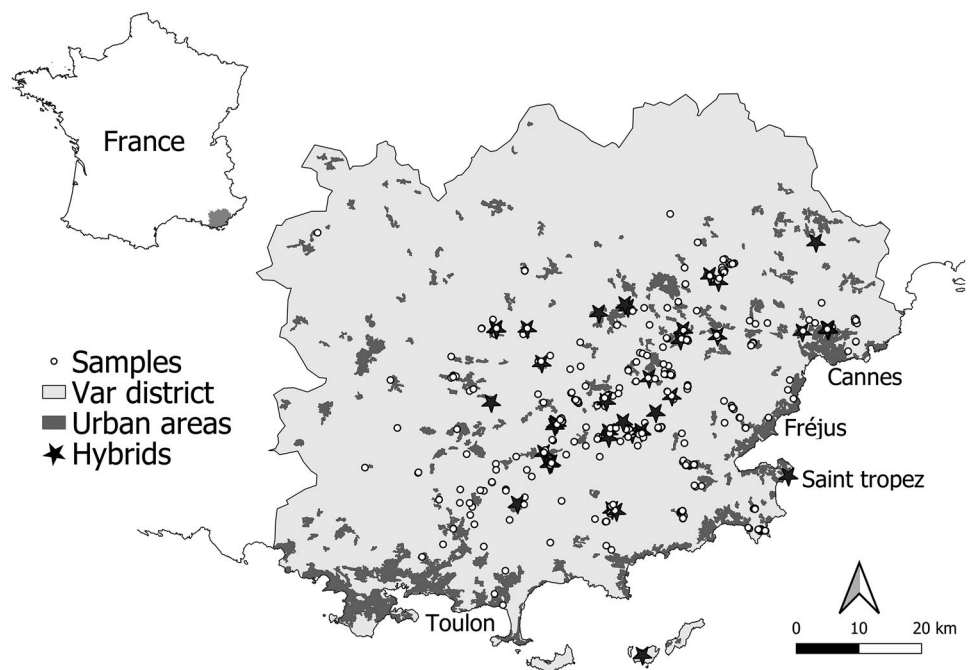 France
Samples
Var district
Urban areas
Hybrids
Cannes
Fréjus
Saint tropez
Toulon
0 10 20 km